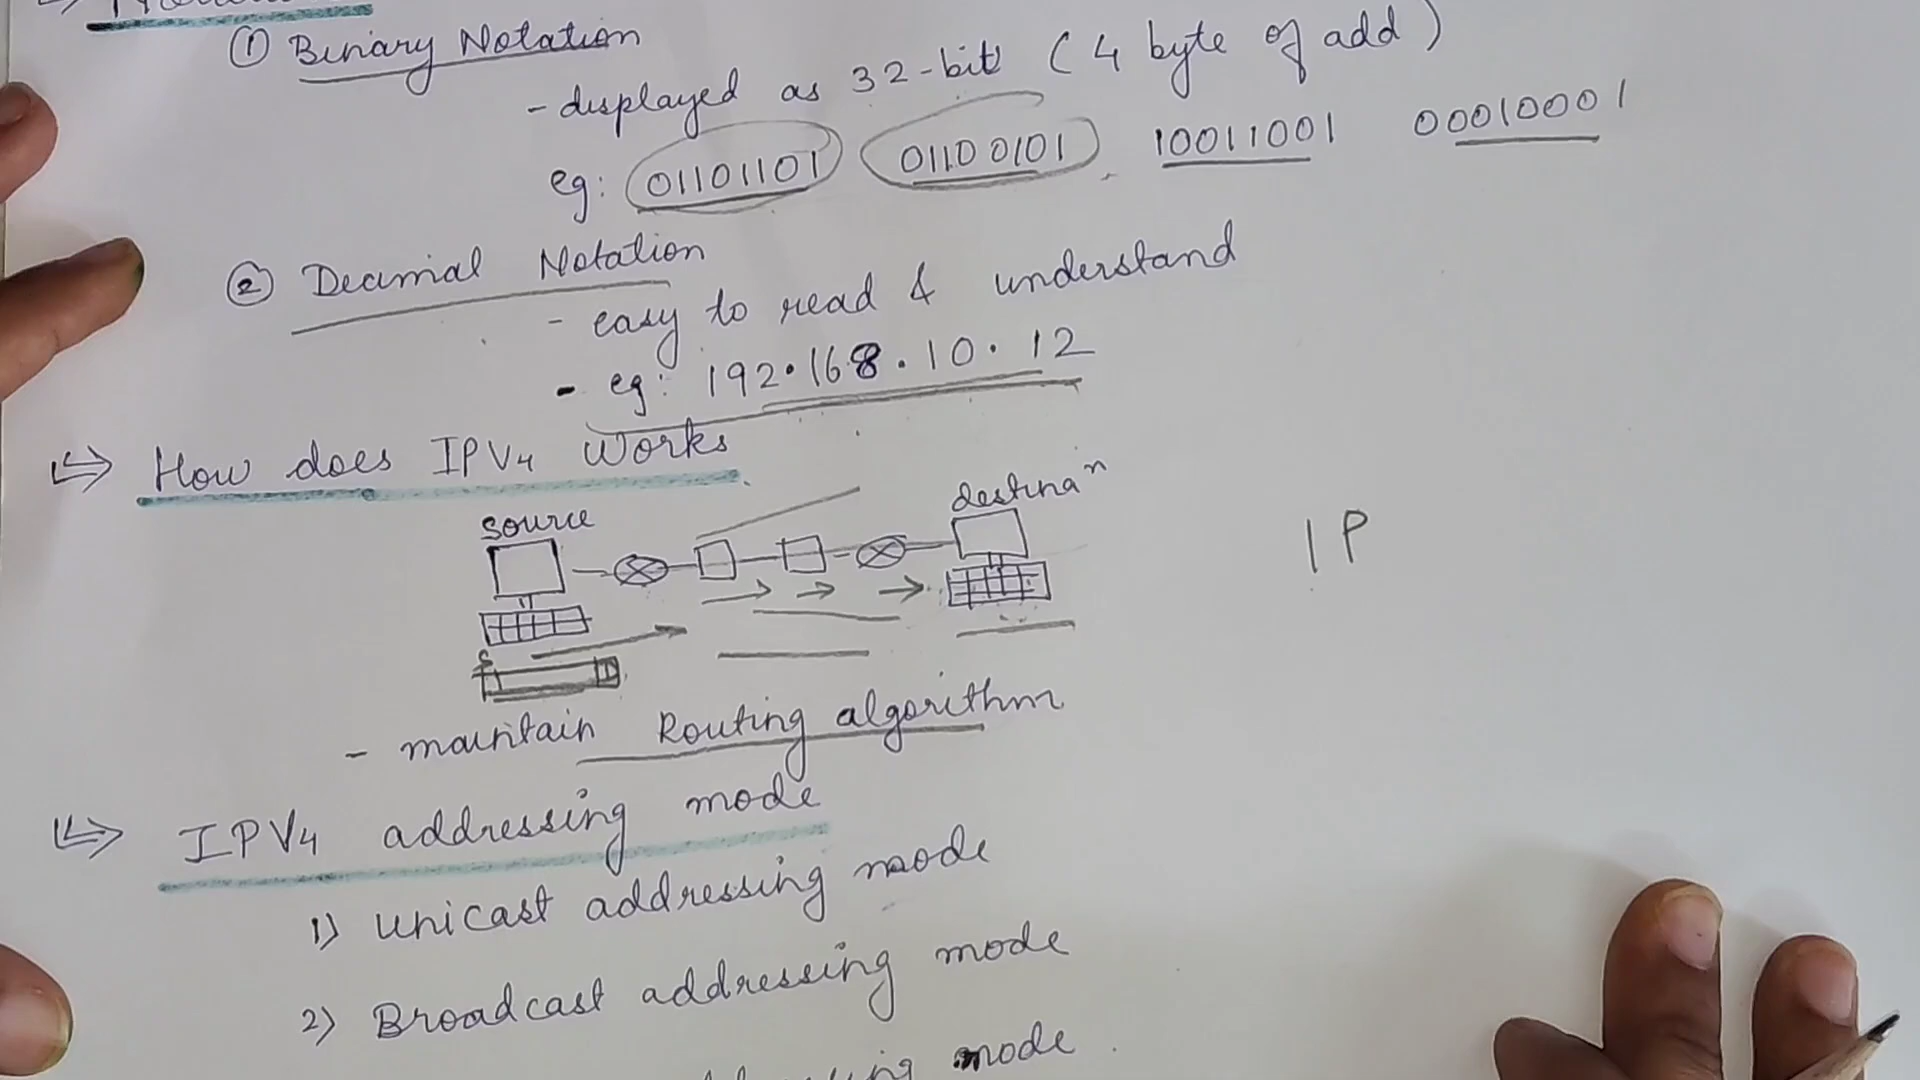 ① Binary Notation
- displayed as 32-bit (4 byte of add)
eg: 01101101 01100101 10011001 00010001
② Decimal Notation
- easy to read & understand
- eg: 192.168.10.12
How does IPV4 Works
source destinaⁿ
IP
S D
- maintain Routing algorithm
IPV4 addressing mode
1) unicast addressing mode
2) Broadcast addressing mode
mode